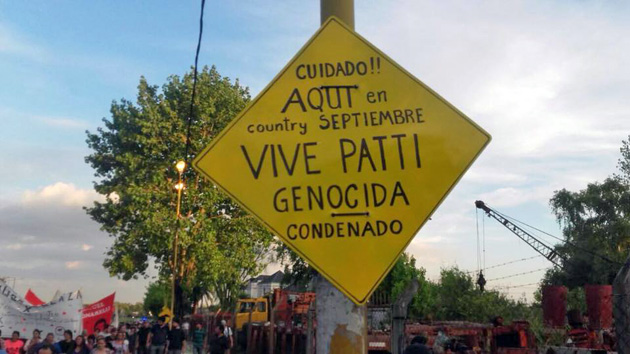 CUIDADO!!
AQUI en
country SEPTIEMBRE
VIVE PATTI
GENOCIDA
CONDENADO